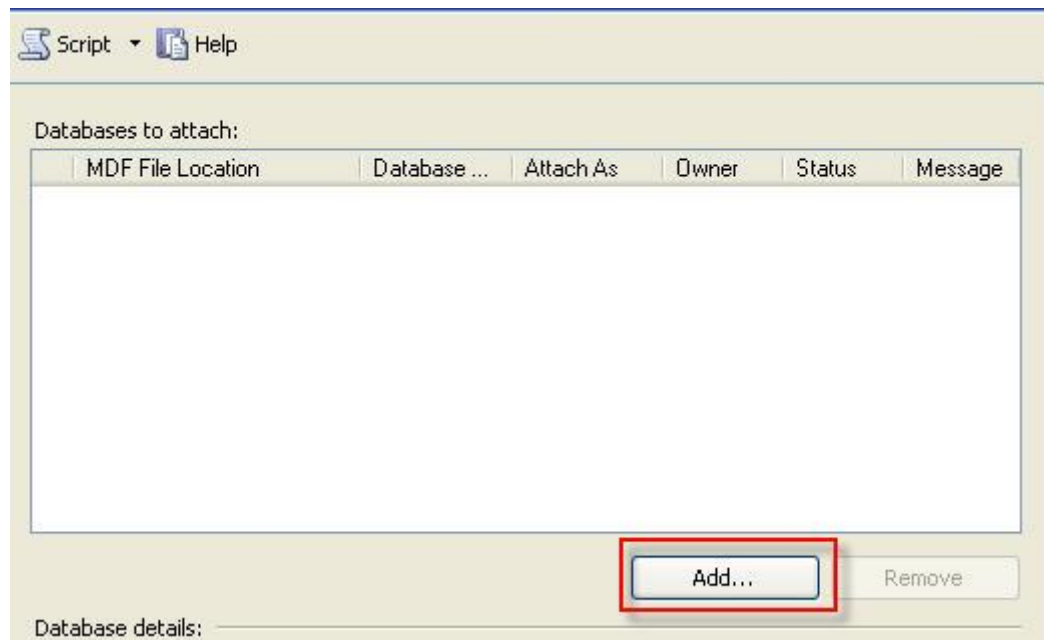 Script Help
Databases to attach:
MDF File Location Database ... Attach As Owner Status Message
Add... Remove
Database details: